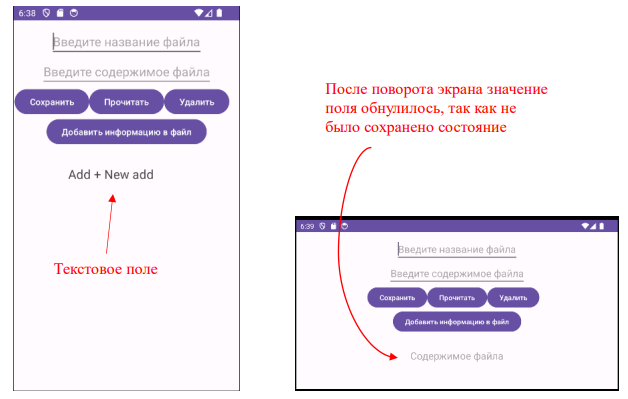 6:38
Введите название файла
Введите содержимое файла
Сохранить Прочитать Удалить
Добавить информацию в файл
Add + New add
Текстовое поле
После поворота экрана значение
поля обнулилось, так как не
было сохранено состояние
6:39
Введите название файла
Введите содержимое файла
Сохранить Прочитать Удалить
Добавить информацию в файл
Содержимое файла